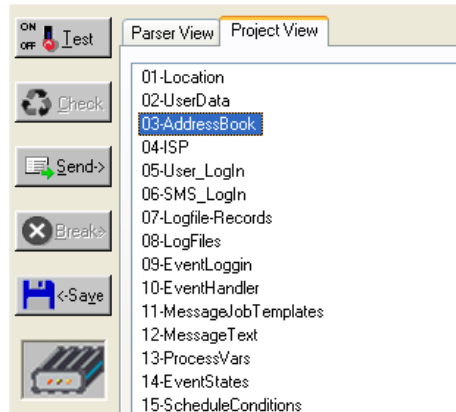 ON
OFF
Test
Check
Send->
Break->
<-Save
Parser View
Project View
01-Location
02-UserData
03-AddressBook
04-ISP
05-User_LogIn
06-SMS_LogIn
07-Logfile-Records
08-LogFiles
09-EventLoggin
10-EventHandler
11-MessageJobTemplates
12-MessageText
13-ProcessVars
14-EventStates
15-ScheduleConditions